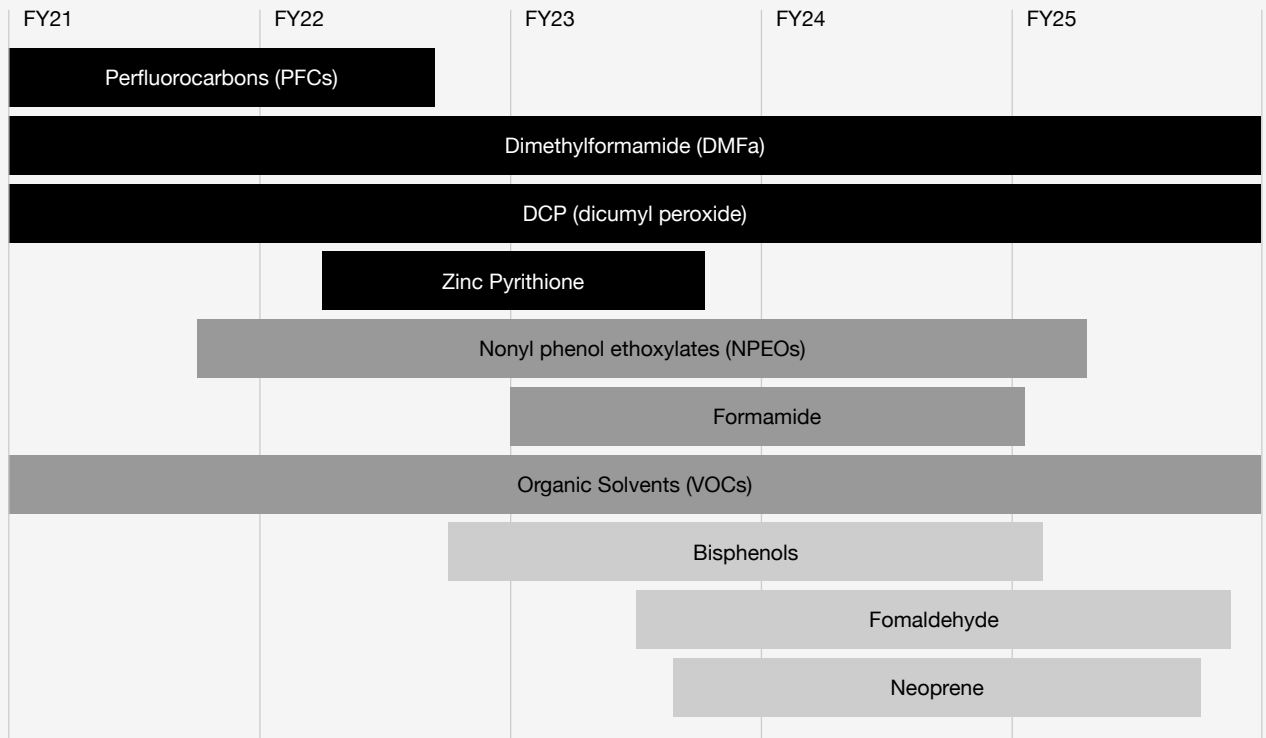 FY21 FY22 FY23 FY24 FY25
Perfluorocarbons (PFCs)
Dimethylformamide (DMFa)
DCP (dicumyl peroxide)
Zinc Pyrithione
Nonyl phenol ethoxylates (NPEOs)
Formamide
Organic Solvents (VOCs)
Bisphenols
Fomaldehyde
Neoprene